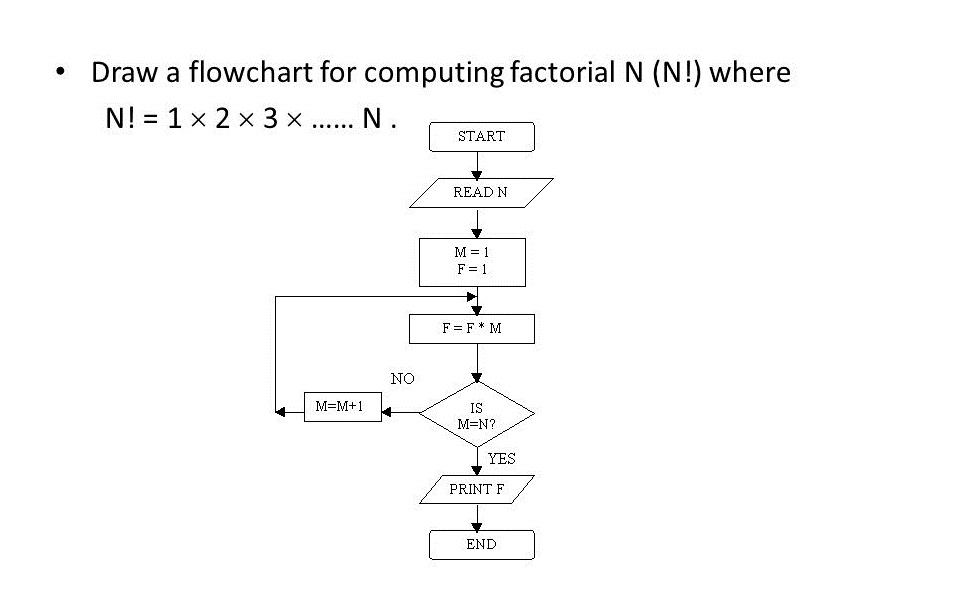 • Draw a flowchart for computing factorial N (N!) where
N! = 1 × 2 × 3 × ...... N .
START
READ N
M = 1
F = 1
F = F * M
NO
M=M+1
IS
M=N?
YES
PRINT F
END